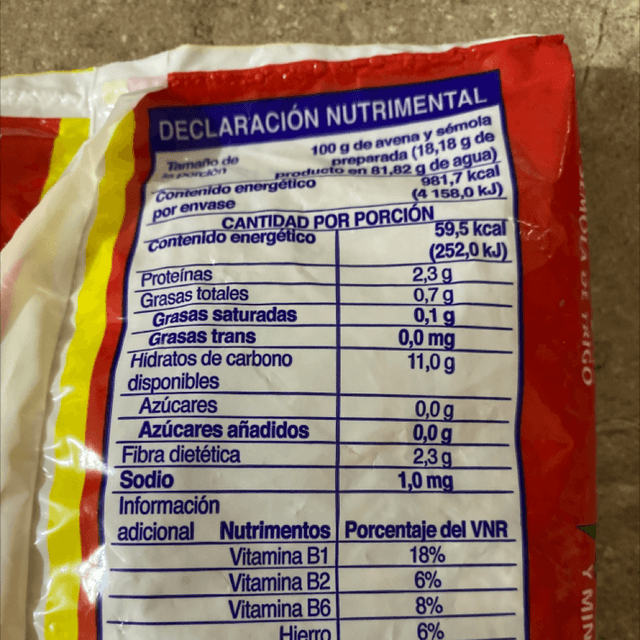 DECLARACIÓN NUTRIMENTAL
Tamaño de la porción
100 g de avena y sémola
preparada (18,18 g de
producto en 81,82 g de agua)
Contenido energético
por envase
981,7 kcal
(4 158,0 kJ)
CANTIDAD POR PORCIÓN
Contenido energético 59,5 kcal
(252,0 kJ)
Proteínas 2,3 g
Grasas totales 0,7 g
Grasas saturadas 0,1 g
Grasas trans 0,0 mg
Hidratos de carbono 11,0 g
disponibles
Azúcares 0,0 g
Azúcares añadidos 0,0 g
Fibra dietética 2,3 g
Sodio 1,0 mg
Información
adicional Nutrimentos Porcentaje del VNR
Vitamina B1 18%
Vitamina B2 6%
Vitamina B6 8%
Hierro 6%
SÉMOLA DE TRIGO
Y MIN